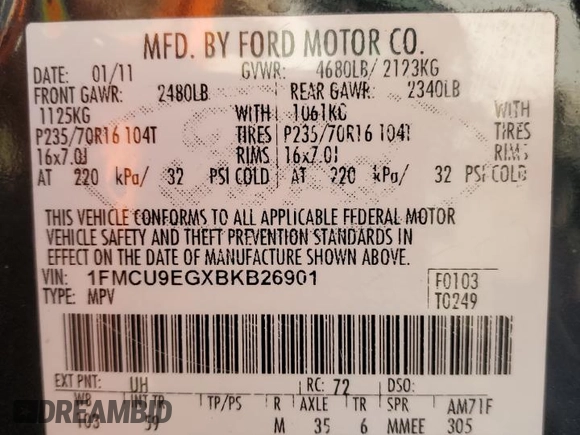 MFD. BY FORD MOTOR CO.
DATE: 01/11 GVWR: 4680LB/ 2123KG
FRONT GAWR: 2480LB REAR GAWR: 2340LB
1125KG WITH 1061KG WITH
P235/70R16 104T TIRES P235/70R16 104T TIRES
16x7.0J RIMS 16x7.0J RIMS
AT 220 kPa/ 32 PSI COLD AT 220 kPa/ 32 PSI COLD
THIS VEHICLE CONFORMS TO ALL APPLICABLE FEDERAL MOTOR
VEHICLE SAFETY AND THEFT PREVENTION STANDARDS IN
EFFECT ON THE DATE OF MANUFACTURE SHOWN ABOVE.
VIN: 1FMCU9EGXBKB26901 F0103
TYPE: MPV T0249
EXT PNT: UH RC: 72 DSO:
WB INT TR TP/PS R AXLE TR SPR AM71F
103 M 35 6 MMEE 305
DREAMBID